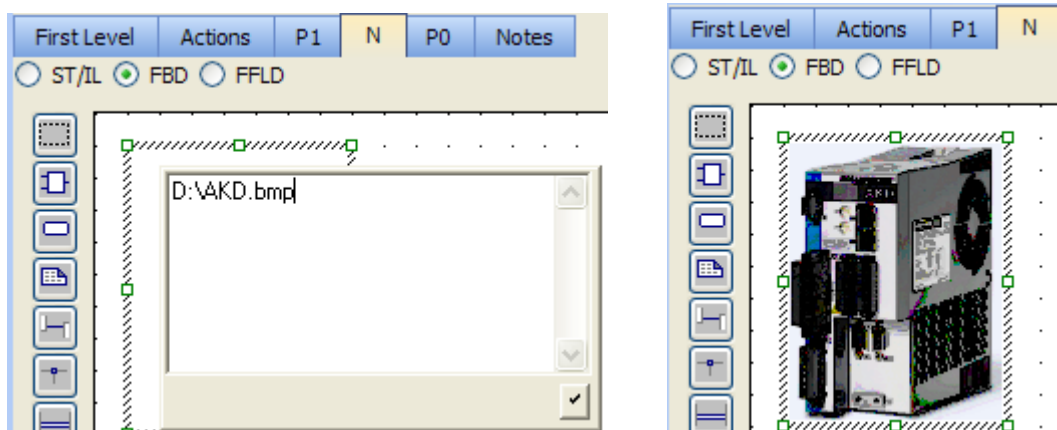 First Level Actions P1 N P0 Notes
ST/IL FBD FFLD
D:\AKD.bmp
First Level Actions P1 N
ST/IL FBD FFLD
AKD